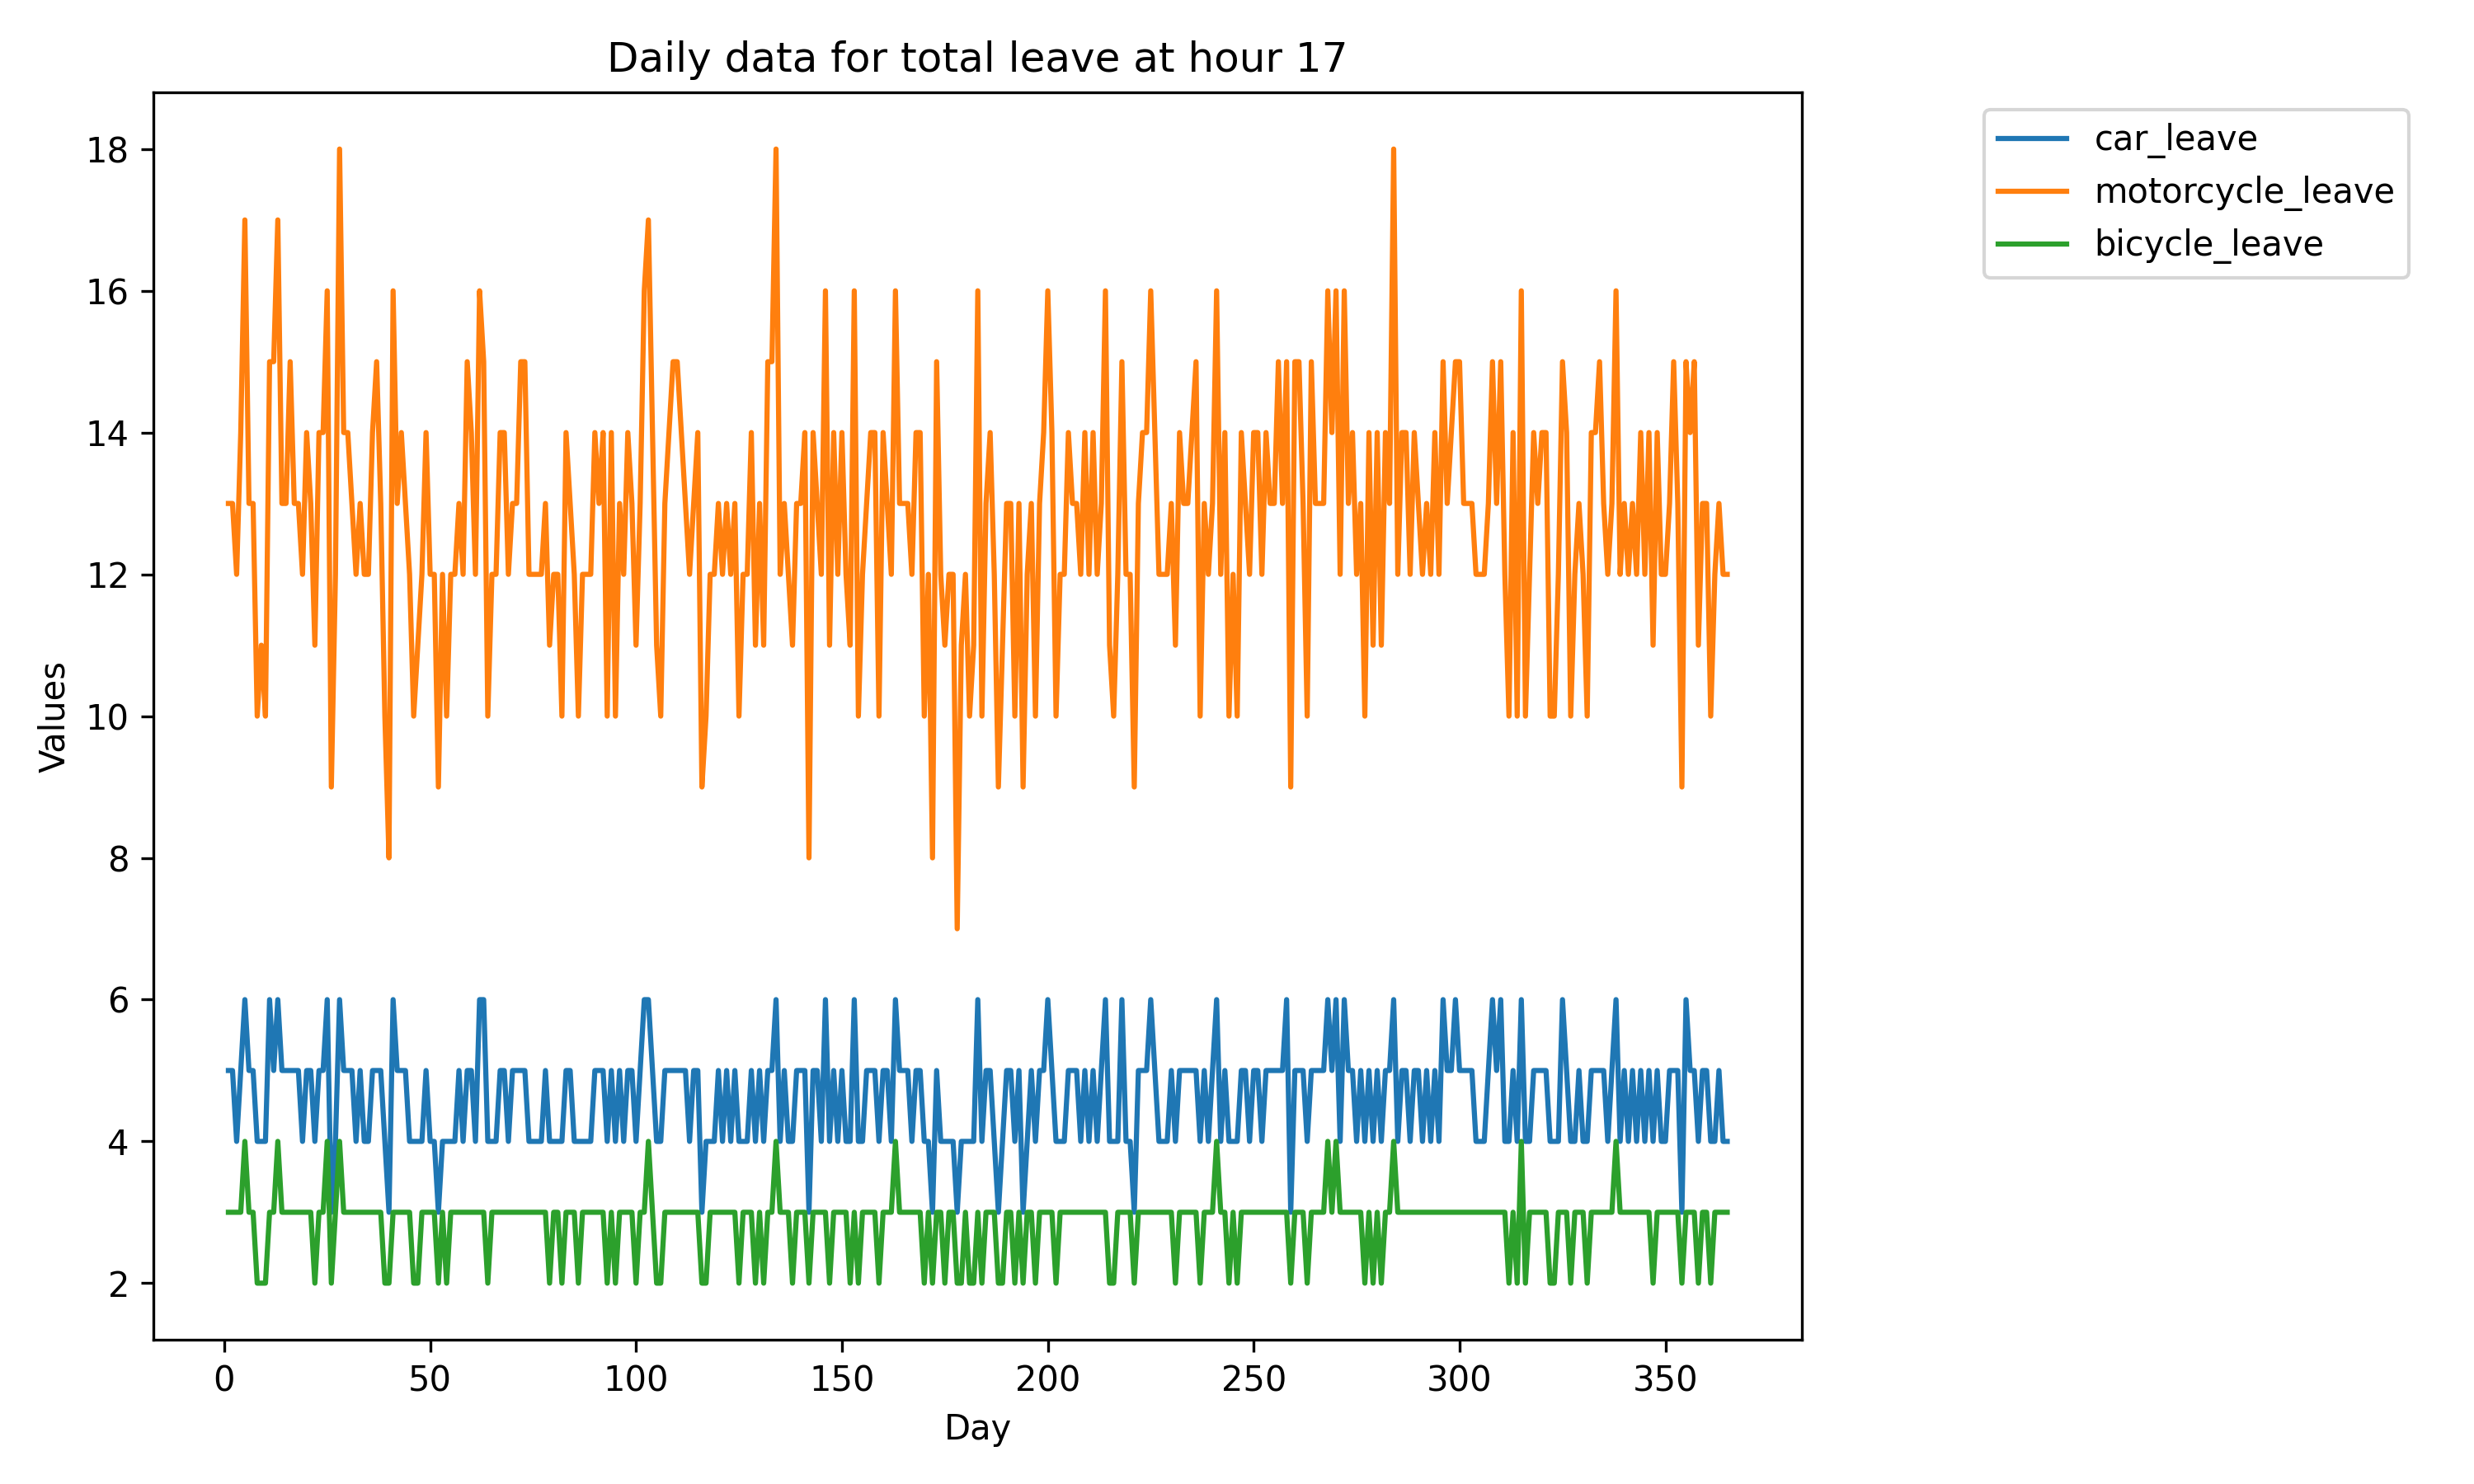 Daily data for total leave at hour 17
car_leave
motorcycle_leave
bicycle_leave
18
16
14
12
10
8
6
4
2
Values
0 50 100 150 200 250 300 350
Day